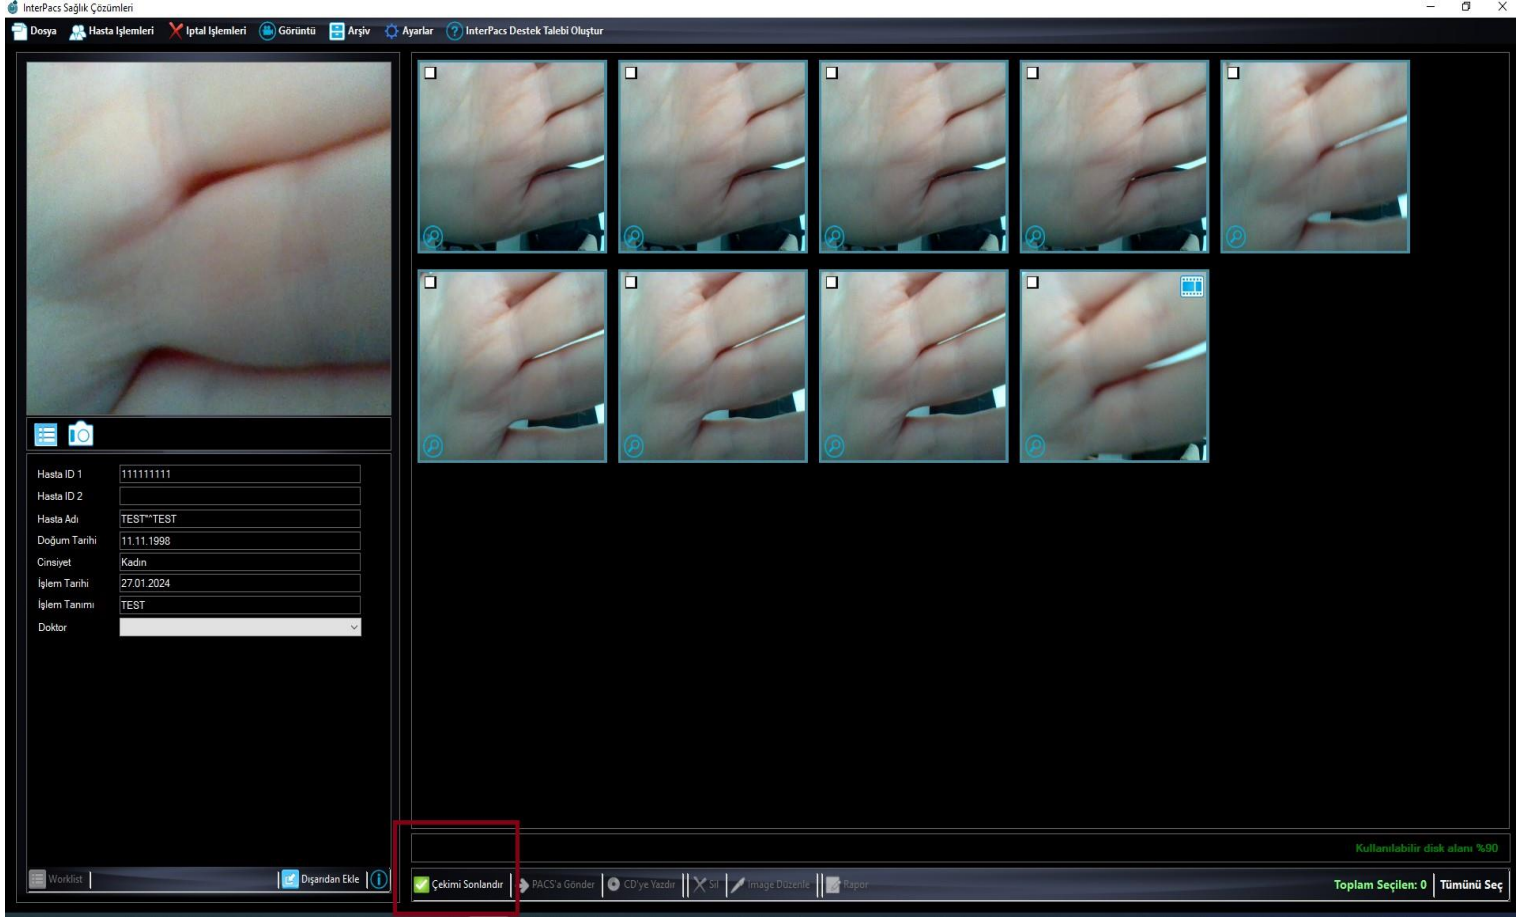 InterPacs Sağlık Çözümleri
Dosya Hasta İşlemleri İptal İşlemleri Görüntü Arşiv Ayarlar InterPacs Destek Talebi Oluştur
Hasta ID 1 111111111
Hasta ID 2
Hasta Adı TEST^^TEST
Doğum Tarihi 11.11.1998
Cinsiyet Kadın
İşlem Tarihi 27.01.2024
İşlem Tanımı TEST
Doktor
Kullanılabilir disk alanı %90
Worklist Dışarıdan Ekle
Çekimi Sonlandır PACS'a Gönder CD'ye Yazdır Sil Image Düzenle Rapor Toplam Seçilen: 0 Tümünü Seç